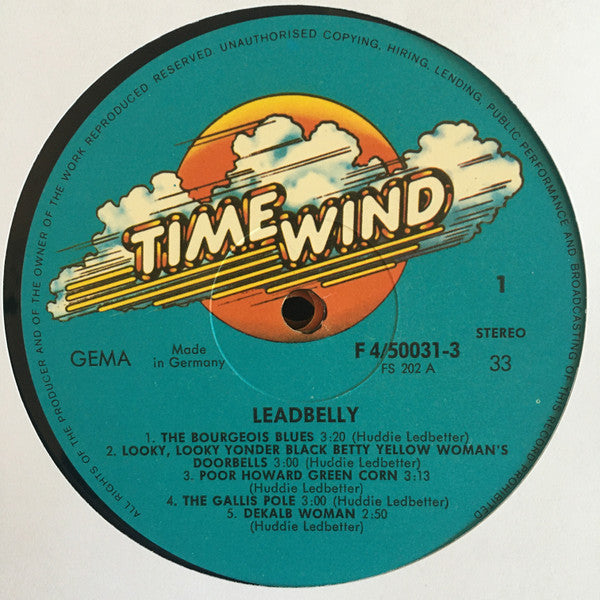 ALL RIGHTS OF THE PRODUCER AND OF THE OWNER OF THE WORK REPRODUCED RESERVED UNAUTHORISED COPYING, HIRING, LENDING, PUBLIC PERFORMANCE AND BROADCASTING OF THIS RECORD PROHIBITED
TIME WIND
1
GEMA
Made
in Germany
F 4/50031-3
FS 202 A
STEREO
33
LEADBELLY
1. THE BOURGEOIS BLUES 3:20 (Huddie Ledbetter)
2. LOOKY, LOOKY YONDER BLACK BETTY YELLOW WOMAN'S
DOORBELLS 3:00 (Huddie Ledbetter)
3. POOR HOWARD GREEN CORN 3:13
(Huddie Ledbetter)
4. THE GALLIS POLE 3:00 (Huddie Ledbetter)
5. DEKALB WOMAN 2:50
(Huddie Ledbetter)